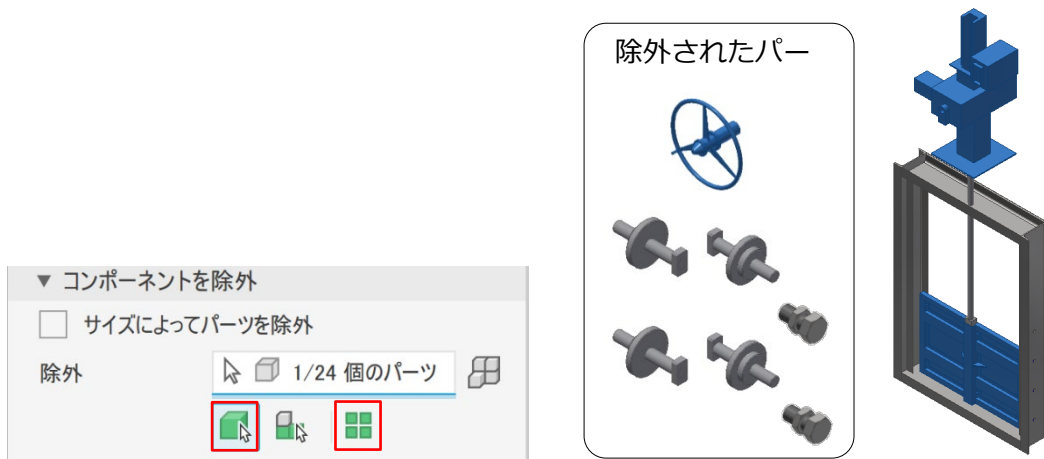 除外されたパー
▼ コンポーネントを除外
サイズによってパーツを除外
除外
1/24 個のパーツ